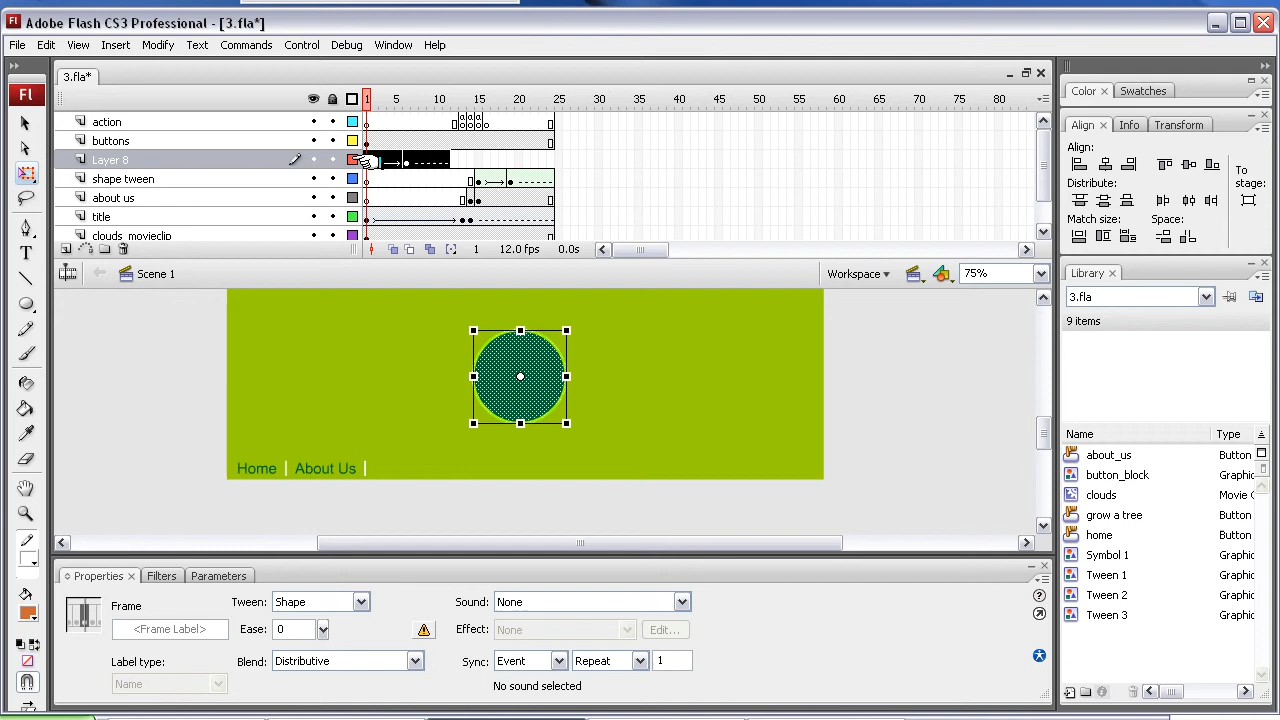 Fl Adobe Flash CS3 Professional - [3.fla*]
File Edit View Insert Modify Text Commands Control Debug Window Help
3.fla*
Fl
1 5 10 15 20 25 30 35 40 45 50 55 60 65 70 75 80
action
a a a
buttons
Layer 8
shape tween
about us
title
clouds_movieclip
1 12.0 fps 0.0s
Scene 1
Workspace
75%
Home | About Us |
Properties Filters Parameters
Frame
<Frame Label>
Label type:
Name
Tween: Shape
Ease: 0
Blend: Distributive
Sound: None
Effect: None Edit...
Sync: Event Repeat 1
No sound selected
Color Swatches
Align Info Transform
Align:
Distribute:
Match size: Space:
To stage:
Library
3.fla
9 items
Name Type
about_us Button
button_block Graphic
clouds Movie C
grow a tree Button
home Button
Symbol 1 Graphic
Tween 1 Graphic
Tween 2 Graphic
Tween 3 Graphic